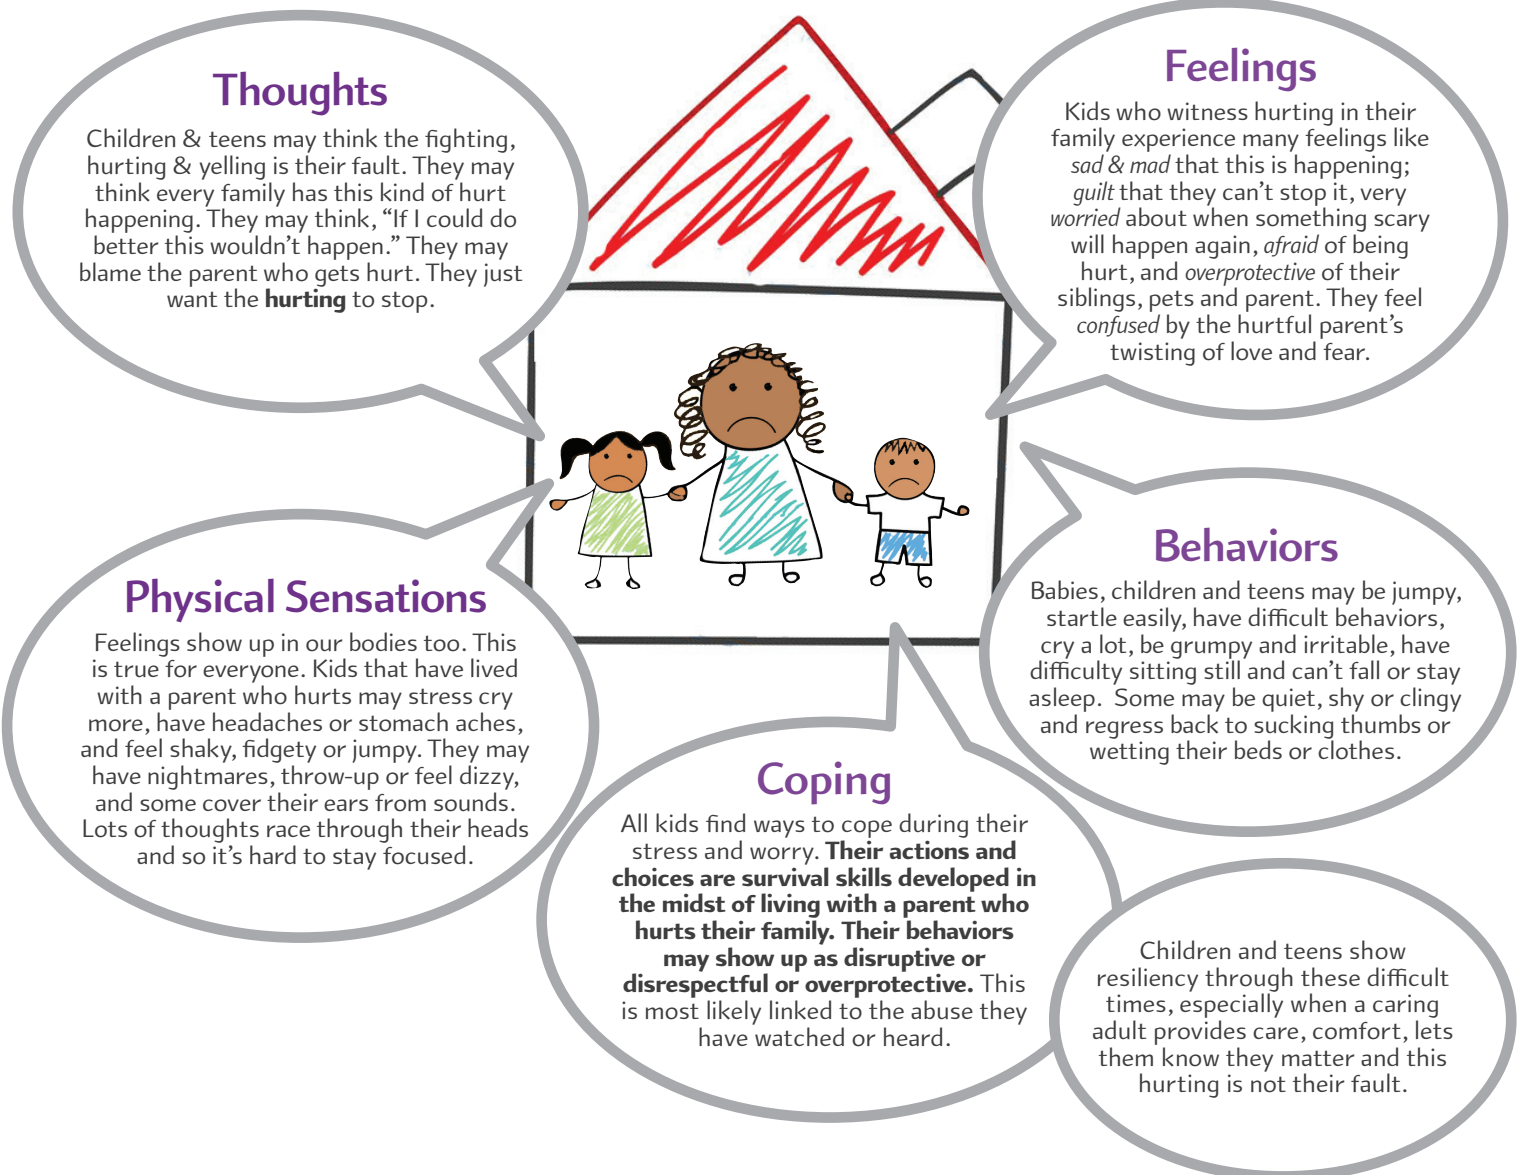 Thoughts
Children & teens may think the fighting,
hurting & yelling is their fault. They may
think every family has this kind of hurt
happening. They may think, “If I could do
better this wouldn’t happen.” They may
blame the parent who gets hurt. They just
want the hurting to stop.
Feelings
Kids who witness hurting in their
family experience many feelings like
sad & mad that this is happening;
guilt that they can’t stop it, very
worried about when something scary
will happen again, afraid of being
hurt, and overprotective of their
siblings, pets and parent. They feel
confused by the hurtful parent’s
twisting of love and fear.
Physical Sensations
Feelings show up in our bodies too. This
is true for everyone. Kids that have lived
with a parent who hurts may stress cry
more, have headaches or stomach aches,
and feel shaky, fidgety or jumpy. They may
have nightmares, throw-up or feel dizzy,
and some cover their ears from sounds.
Lots of thoughts race through their heads
and so it’s hard to stay focused.
Behaviors
Babies, children and teens may be jumpy,
startle easily, have difficult behaviors,
cry a lot, be grumpy and irritable, have
difficulty sitting still and can’t fall or stay
asleep. Some may be quiet, shy or clingy
and regress back to sucking thumbs or
wetting their beds or clothes.
Coping
All kids find ways to cope during their
stress and worry. Their actions and
choices are survival skills developed in
the midst of living with a parent who
hurts their family. Their behaviors
may show up as disruptive or
disrespectful or overprotective. This
is most likely linked to the abuse they
have watched or heard.
Children and teens show
resiliency through these difficult
times, especially when a caring
adult provides care, comfort, lets
them know they matter and this
hurting is not their fault.